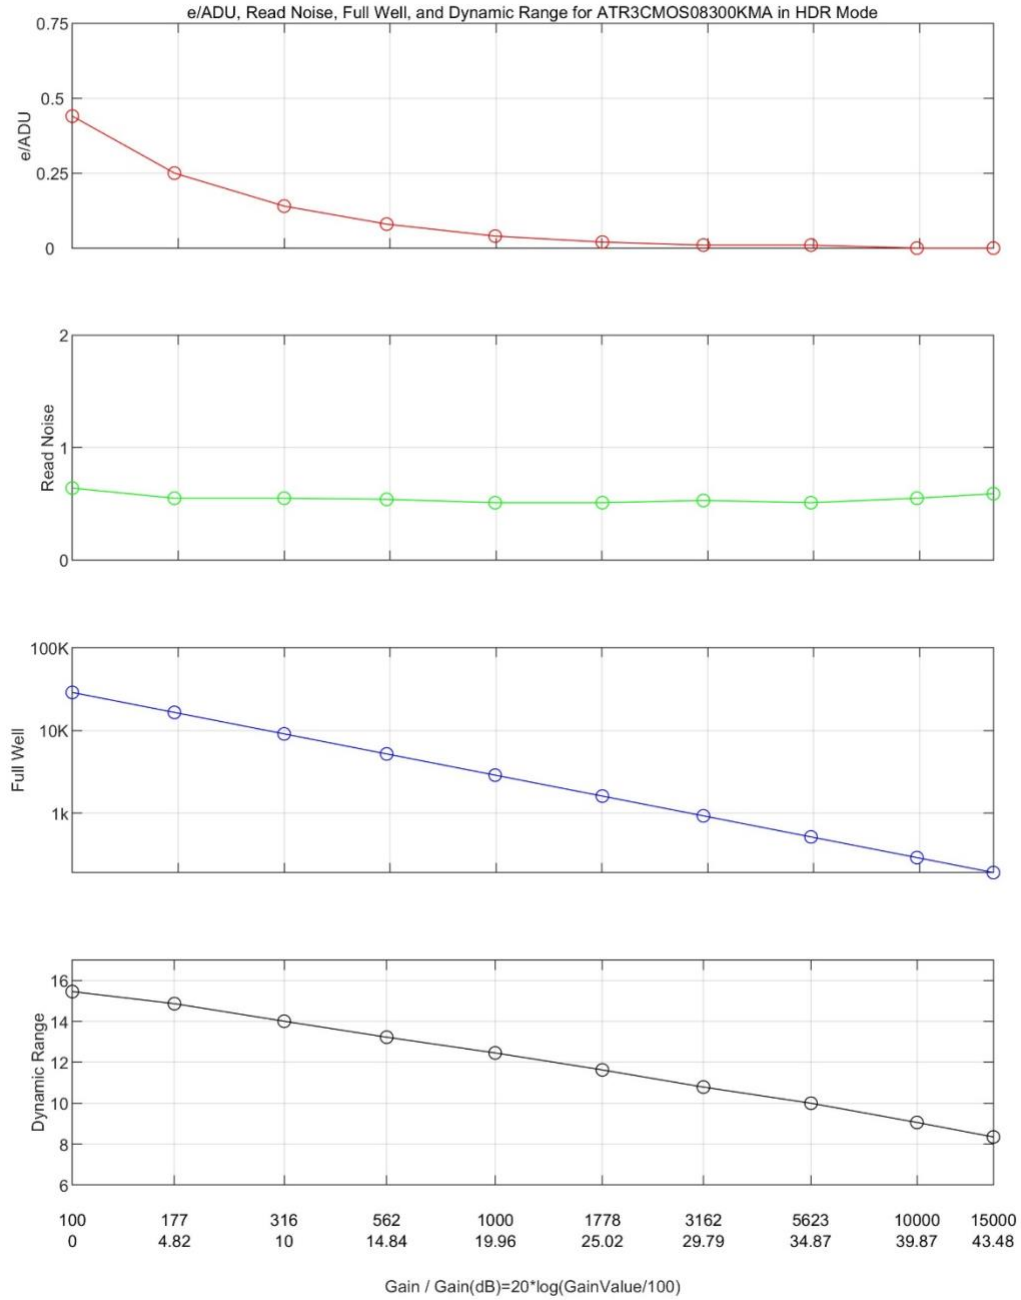 e/ADU, Read Noise, Full Well, and Dynamic Range for ATR3CMOS08300KMA in HDR Mode
0.75
0.5
0.25
0
e/ADU
2
1
0
Read Noise
100K
10K
1k
Full Well
16
14
12
10
8
6
Dynamic Range
100 177 316 562 1000 1778 3162 5623 10000 15000
0 4.82 10 14.84 19.96 25.02 29.79 34.87 39.87 43.48
Gain / Gain(dB)=20*log(GainValue/100)